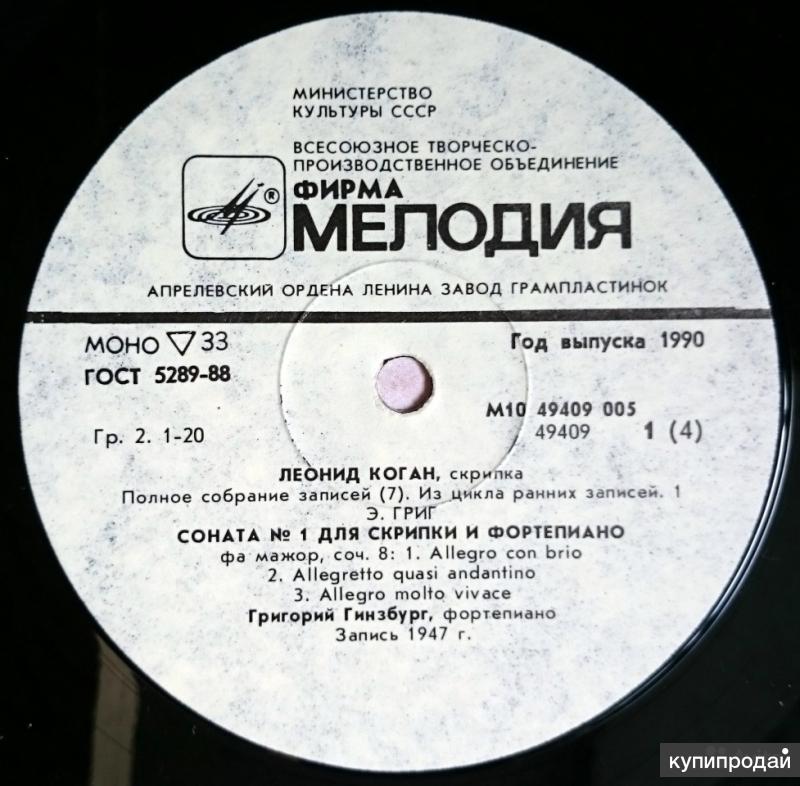 МИНИСТЕРСТВО
КУЛЬТУРЫ СССР
ВСЕСОЮЗНОЕ ТВОРЧЕСКО-
ПРОИЗВОДСТВЕННОЕ ОБЪЕДИНЕНИЕ
ФИРМА
®
МЕЛОДИЯ
АПРЕЛЕВСКИЙ ОРДЕНА ЛЕНИНА ЗАВОД ГРАМПЛАСТИНОК
МОНО ▽ 33
Год выпуска 1990
ГОСТ 5289-88
М10 49409 005
Гр. 2. 1-20
49409 1 (4)
ЛЕОНИД КОГАН, скрипка
Полное собрание записей (7). Из цикла ранних записей. 1
Э. ГРИГ
СОНАТА № 1 ДЛЯ СКРИПКИ И ФОРТЕПИАНО
фа мажор, соч. 8: 1. Allegro con brio
2. Allegretto quasi andantino
3. Allegro molto vivace
Григорий Гинзбург, фортепиано
Запись 1947 г.
купипродай